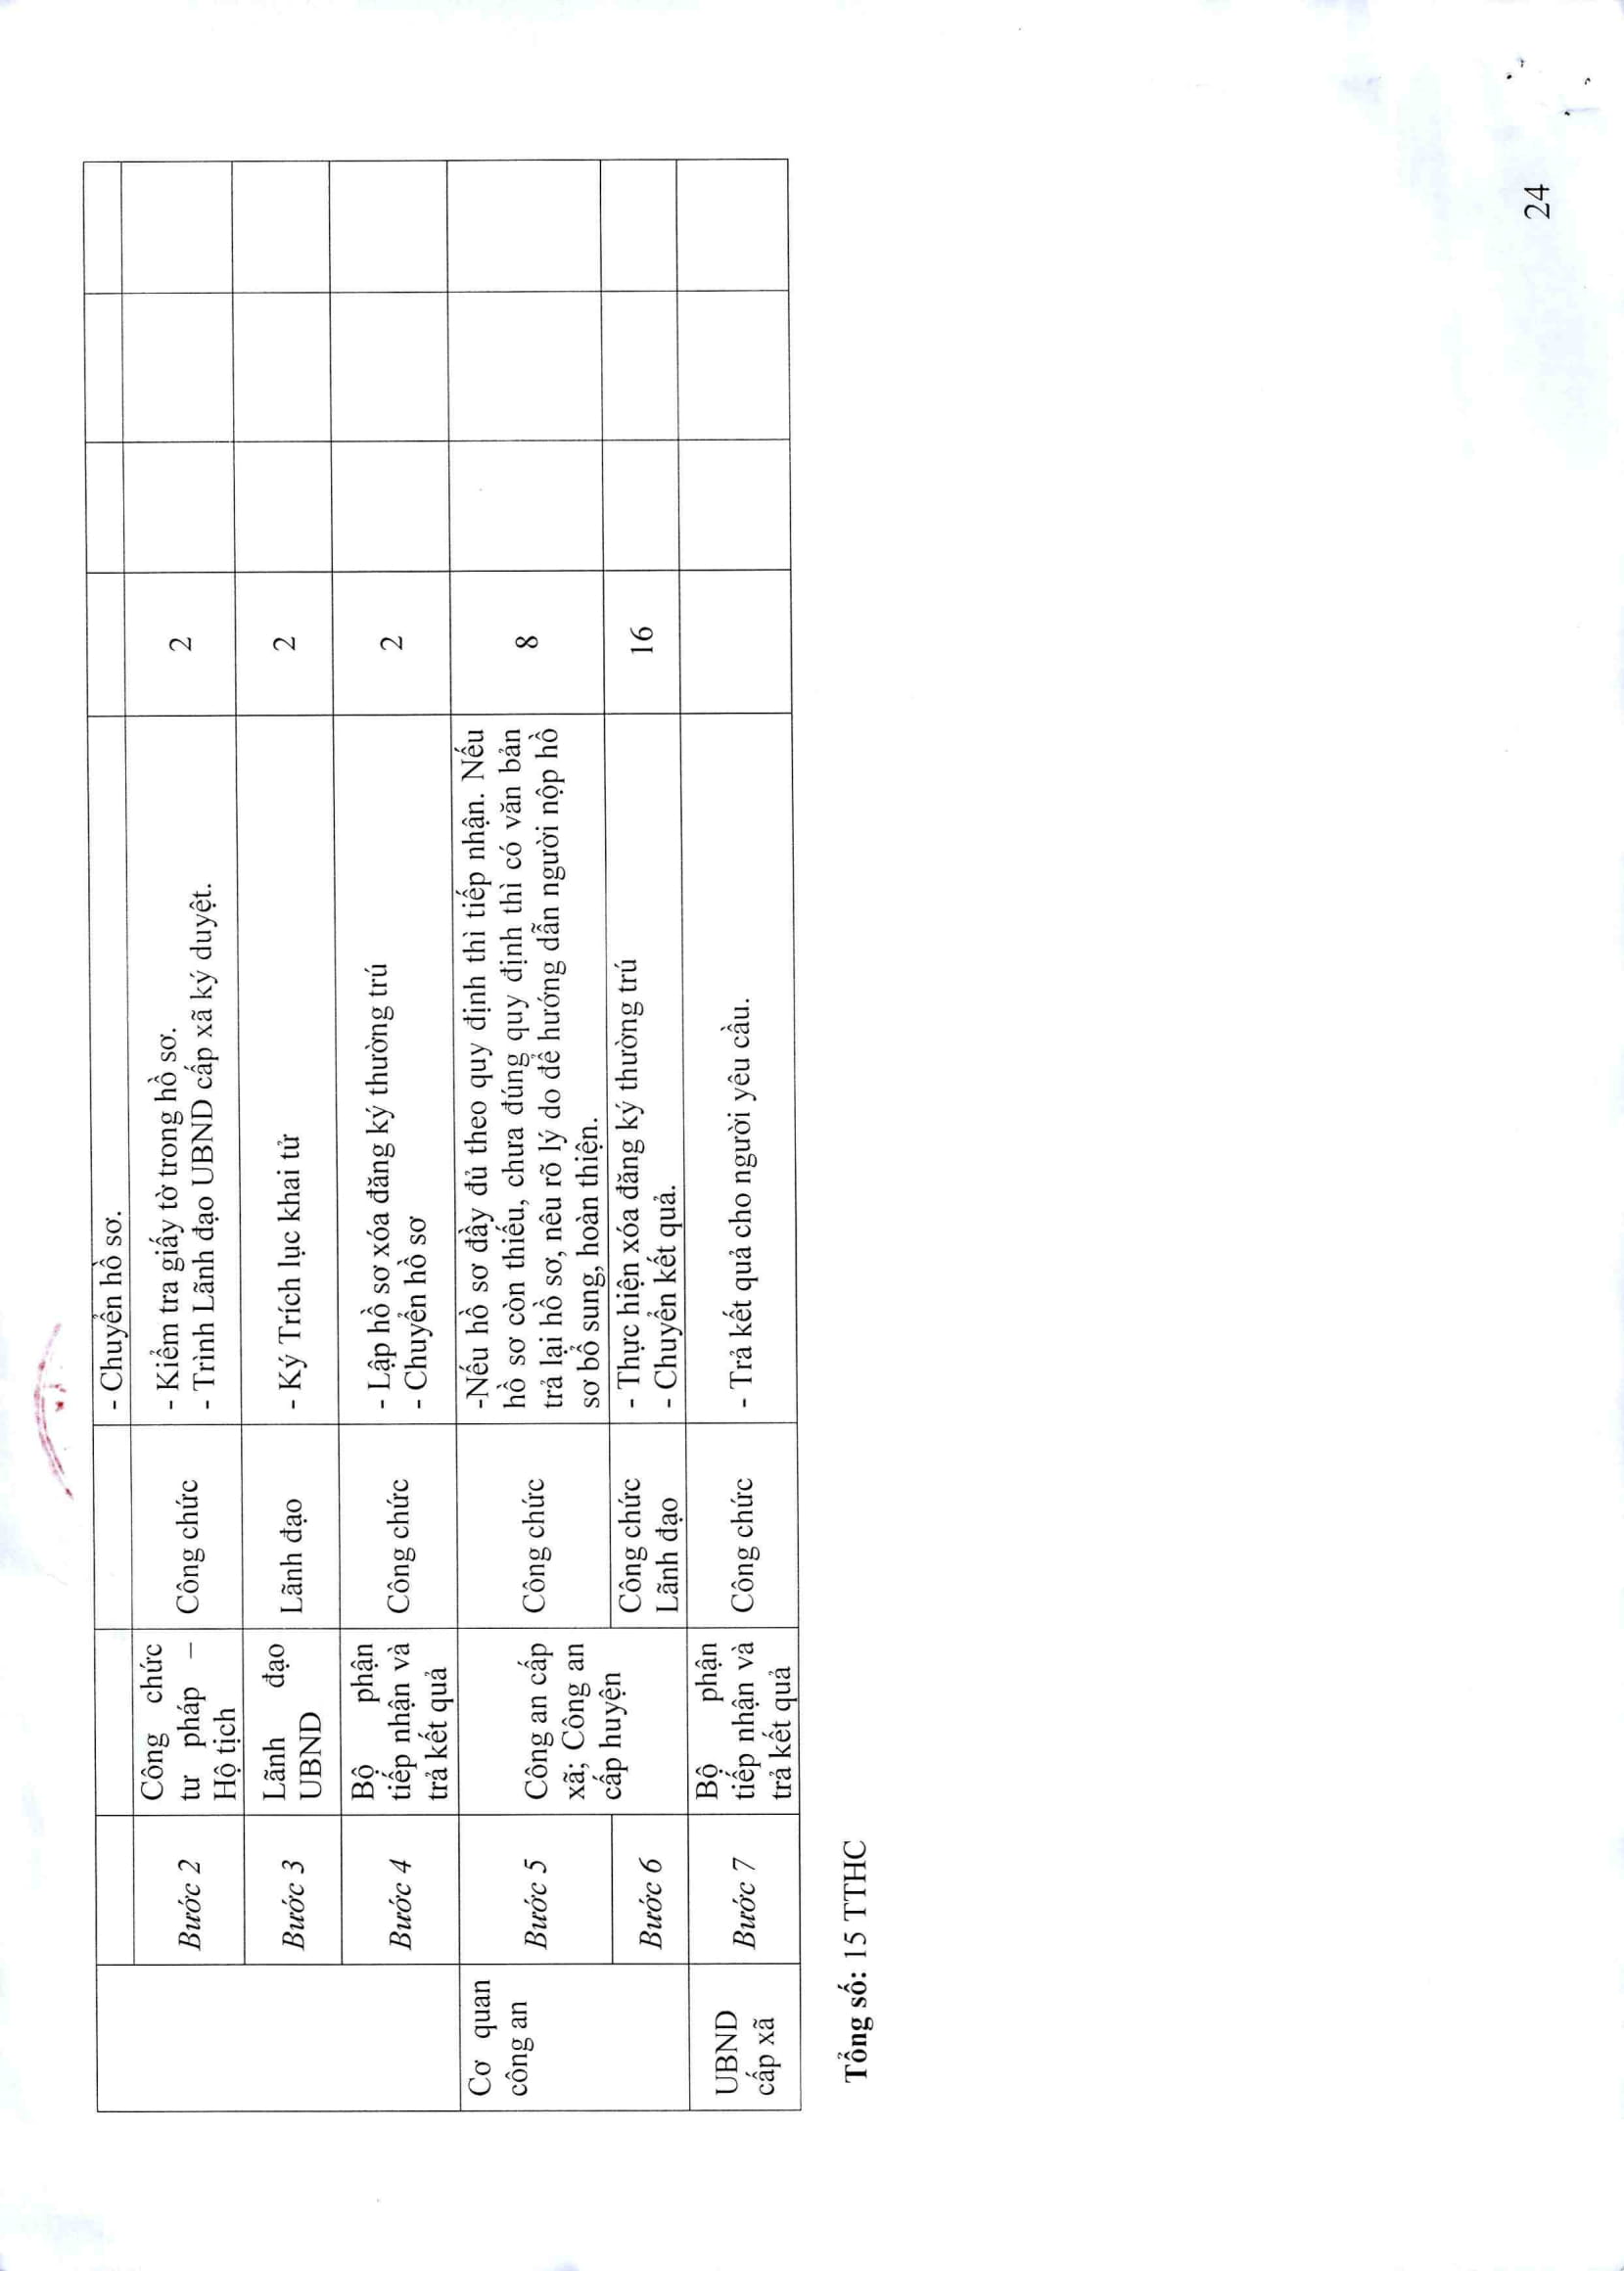 - Chuyển hồ sơ.
Bước 2
Công chức
tư pháp –
Hộ tịch
Công chức
- Kiểm tra giấy tờ trong hồ sơ.
- Trình Lãnh đạo UBND cấp xã ký duyệt.
2
Bước 3
Lãnh đạo
UBND
Lãnh đạo
- Ký Trích lục khai tử
2
Bước 4
Bộ phận
tiếp nhận và
trả kết quả
Công chức
- Lập hồ sơ xóa đăng ký thường trú
- Chuyển hồ sơ
2
Cơ quan
công an
Bước 5
Công an cấp
xã; Công an
cấp huyện
Công chức
-Nếu hồ sơ đầy đủ theo quy định thì tiếp nhận. Nếu
hồ sơ còn thiếu, chưa đúng quy định thì có văn bản
trả lại hồ sơ, nêu rõ lý do để hướng dẫn người nộp hồ
sơ bổ sung, hoàn thiện.
8
Bước 6
Công chức
Lãnh đạo
- Thực hiện xóa đăng ký thường trú
- Chuyển kết quả.
16
UBND
cấp xã
Bước 7
Bộ phận
tiếp nhận và
trả kết quả
Công chức
- Trả kết quả cho người yêu cầu.
Tổng số: 15 TTHC
24